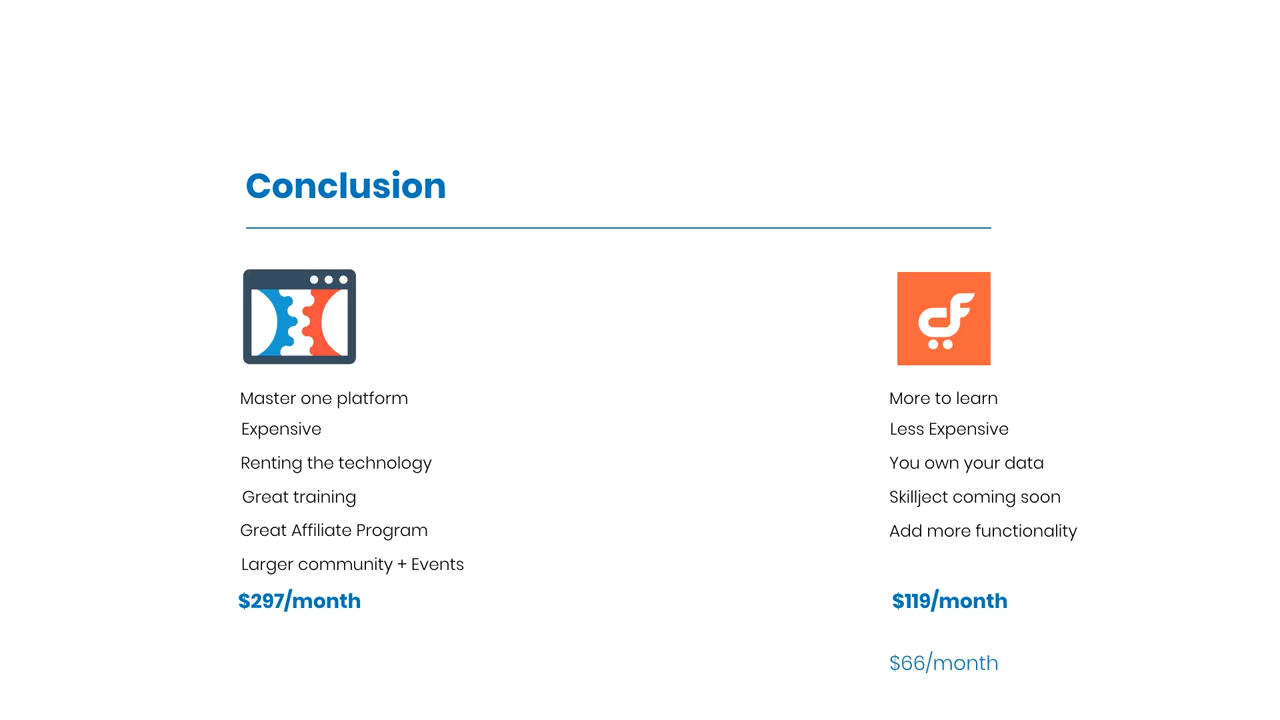 Conclusion
Master one platform
Expensive
Renting the technology
Great training
Great Affiliate Program
Larger community + Events
$297/month
cf
More to learn
Less Expensive
You own your data
Skillject coming soon
Add more functionality
$119/month
$66/month